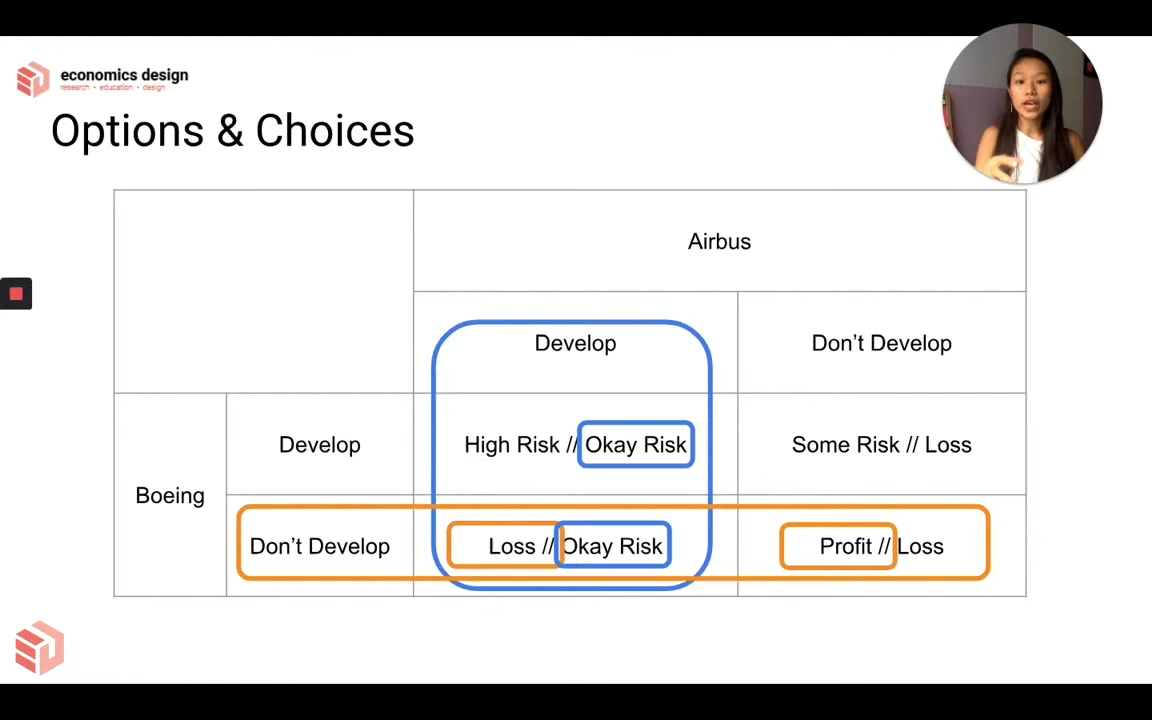 economics design
research • education • design
Options & Choices
Airbus
Develop
Don't Develop
Develop
High Risk // Okay Risk
Some Risk // Loss
Boeing
Don't Develop
Loss // Okay Risk
Profit // Loss